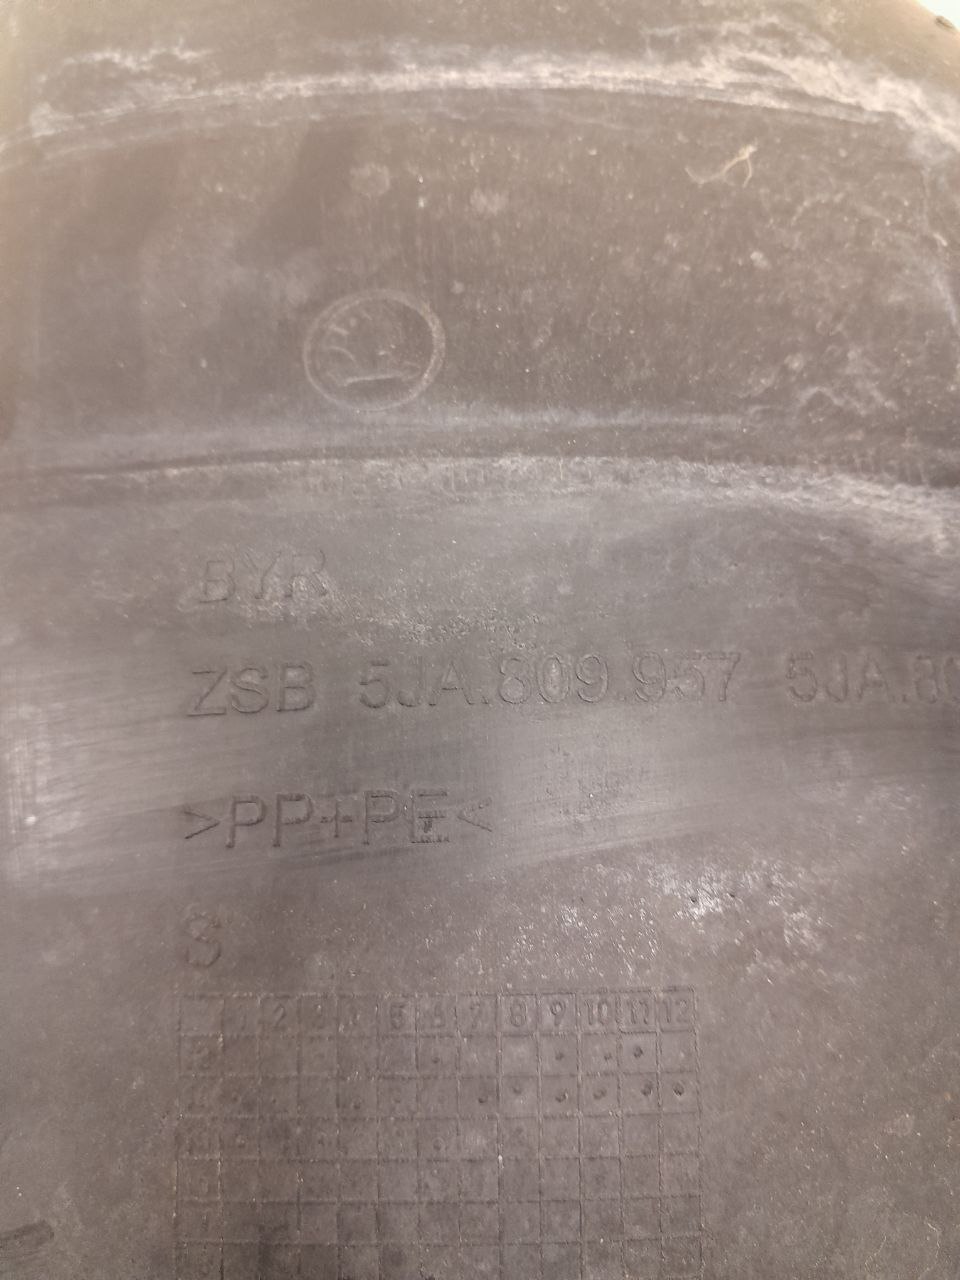 BYR
ZSB 5JA.809.957 5JA.80
>PP+PE<
S
1 2 3 4 5 6 7 8 9 10 11 12